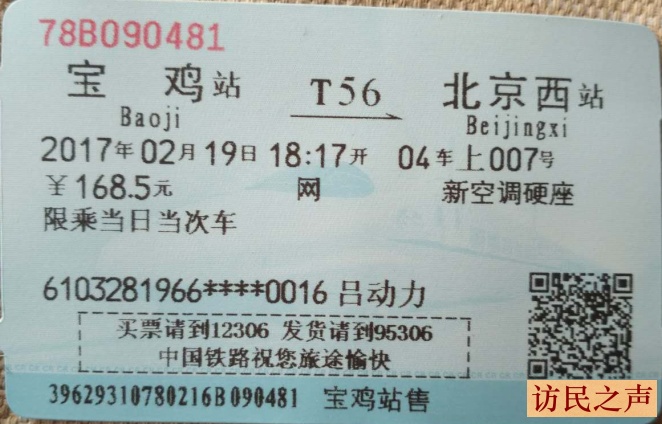 78B090481
宝 鸡站 T56 北京西站
Baoji Beijingxi
2017年02月19日18:17开 04车上007号
￥168.5元 网 新空调硬座
限乘当日当次车
6103281966****0016 吕动力
买票请到12306 发货请到95306
中国铁路祝您旅途愉快
39629310780216B090481 宝鸡站售
访民之声